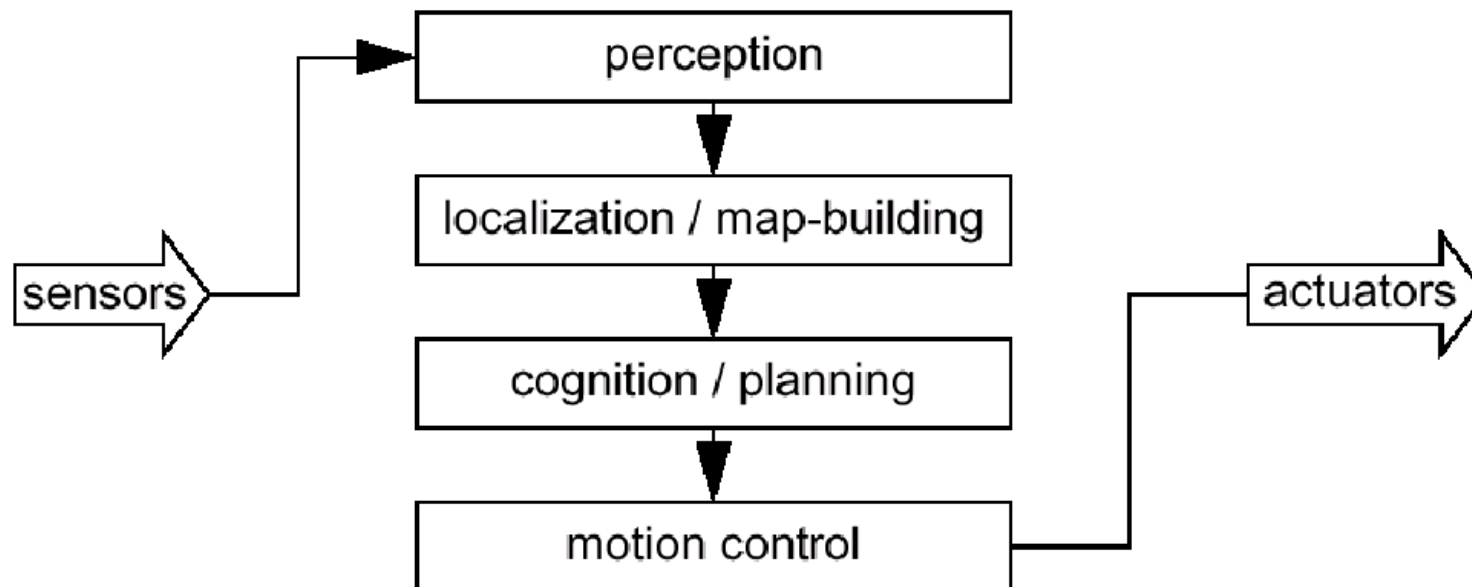 perception
localization / map-building
sensors
actuators
cognition / planning
motion control